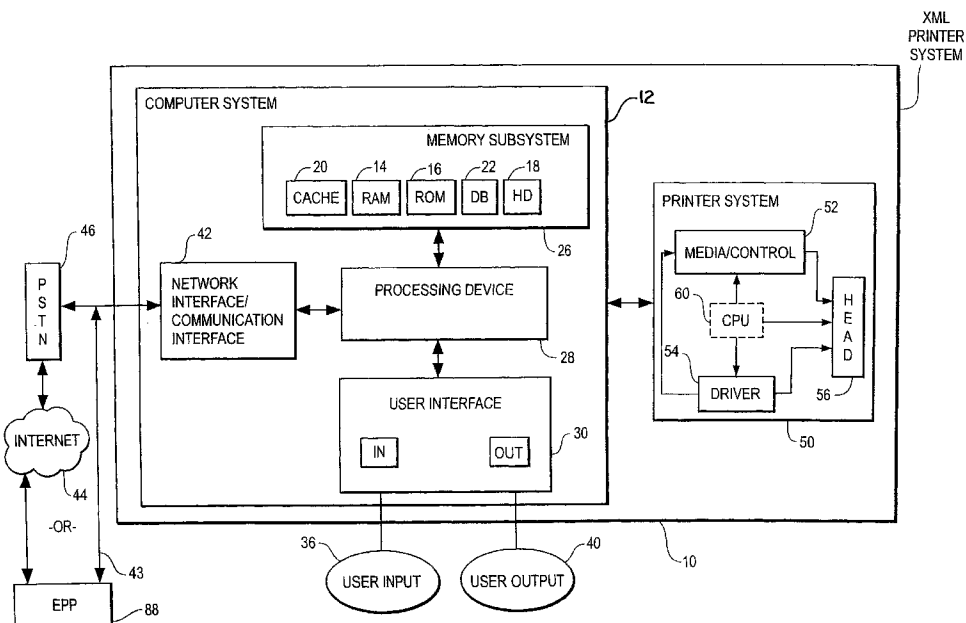 XML
PRINTER
SYSTEM
COMPUTER SYSTEM
12
MEMORY SUBSYSTEM
20
14
16
22
18
CACHE
RAM
ROM
DB
HD
26
46
PSTN
42
NETWORK
INTERFACE/
COMMUNICATION
INTERFACE
PROCESSING DEVICE
28
USER INTERFACE
IN
OUT
30
PRINTER SYSTEM
52
MEDIA/CONTROL
60
CPU
HEAD
54
DRIVER
56
50
INTERNET
44
-OR-
43
36
USER INPUT
40
USER OUTPUT
10
EPP
88